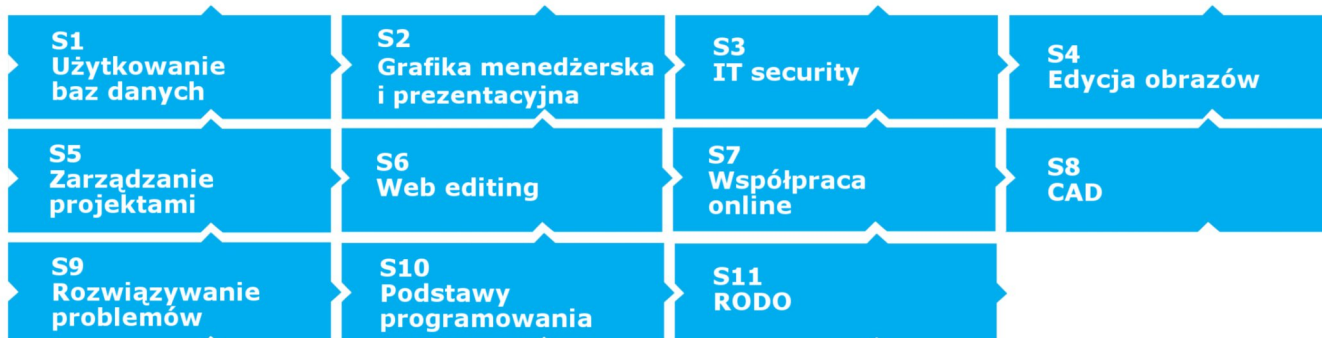 S1
Użytkowanie
baz danych
S2
Grafika menedżerska
i prezentacyjna
S3
IT security
S4
Edycja obrazów
S5
Zarządzanie
projektami
S6
Web editing
S7
Współpraca
online
S8
CAD
S9
Rozwiązywanie
problemów
S10
Podstawy
programowania
S11
RODO